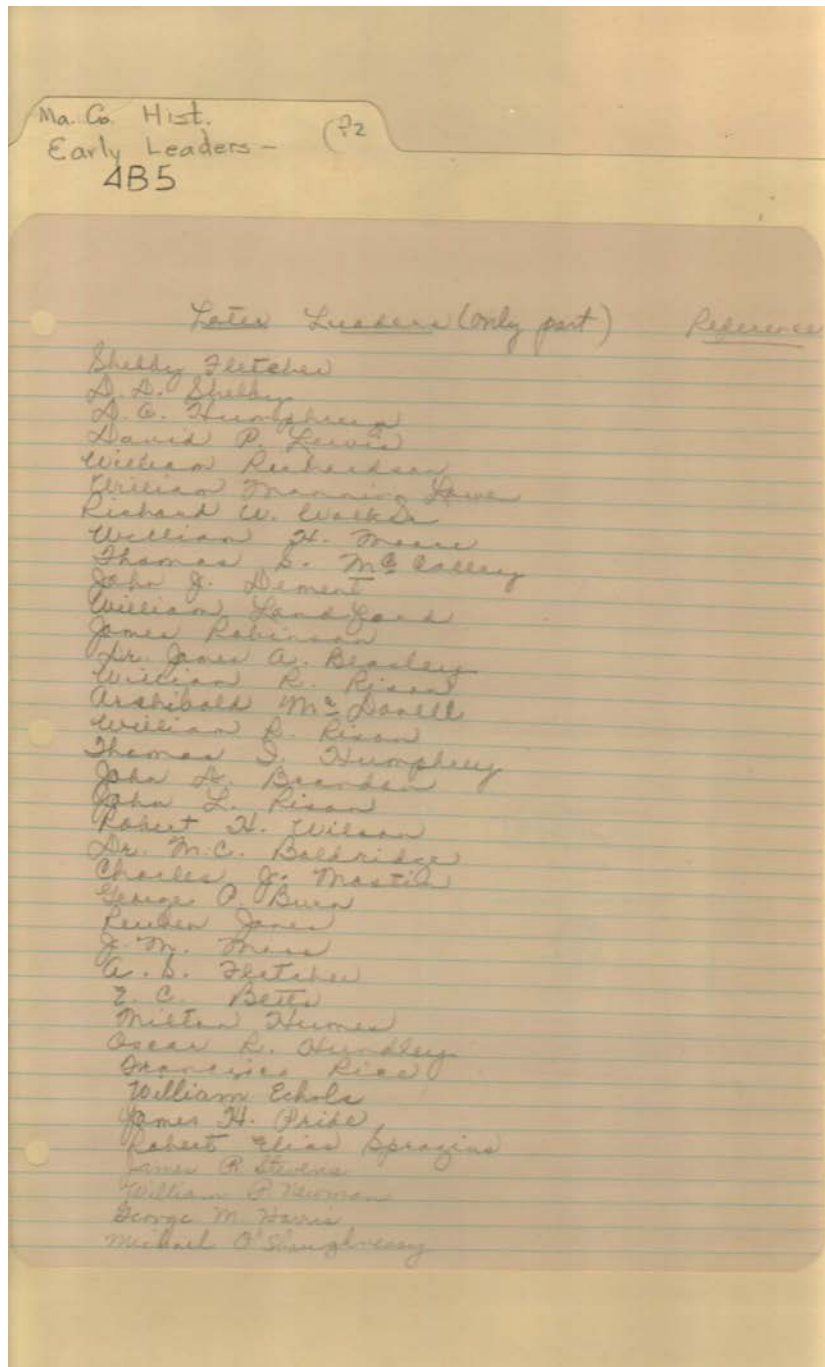 Ma. Co. Hist.
(P2
Early Leaders -
4B5
Later Leaders (only part) Reference
Shelby Fletcher
D. D. Shelby
D. C. Humphreys
David P. Lewis
William Richardson
William Manning Lowe
Richard W. Walker
William H. Moore
Thomas S. McCalley
John J. Dement
William Landford
James Robinson
Dr. James A. Beasley
William R. Rison
Archibald McDonell
William R. Rison
Thomas I. Humphrey
John D. Brandon
John L. Rison
Robert H. Wilson
Dr. M.C. Baldridge
Charles J. Mastin
George P.
Reuben Jones
J. M.
A. S. Fletcher
E. C. Betts
Milton Humes
Oscar R. Hundley
Francisco Rice
William Echols
James H. Pride
Robert Elias Spragins
James R Stevens
William P. Newman
George M. Harris
Michael O'Shaughnessy